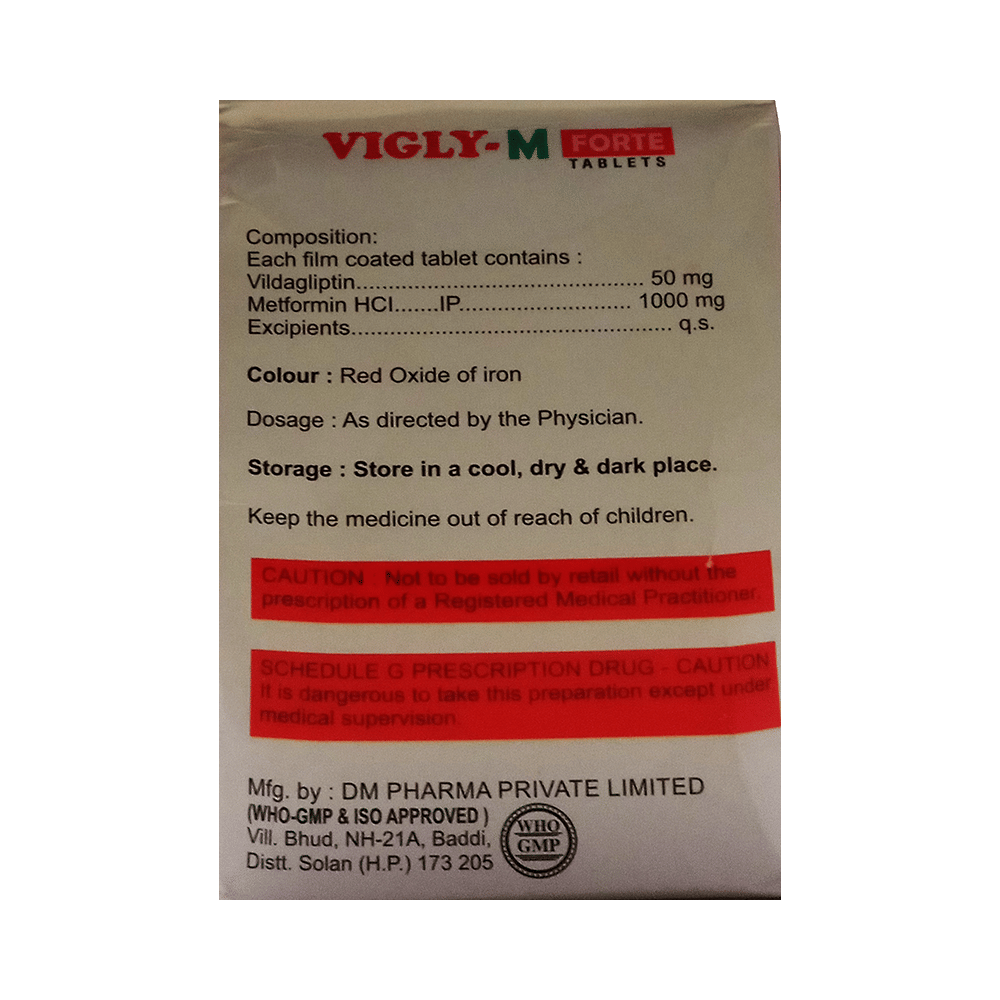 VIGLY-M FORTE
TABLETS
Composition:
Each film coated tablet contains :
Vildagliptin............................................ 50 mg
Metformin HCl.......IP.......................... 1000 mg
Excipients................................................. q.s.
Colour : Red Oxide of iron
Dosage : As directed by the Physician.
Storage : Store in a cool, dry & dark place.
Keep the medicine out of reach of children.
CAUTION : Not to be sold by retail without the
prescription of a Registered Medical Practitioner.
SCHEDULE G PRESCRIPTION DRUG - CAUTION
It is dangerous to take this preparation except under
medical supervision.
Mfg. by : DM PHARMA PRIVATE LIMITED
(WHO-GMP & ISO APPROVED )
Vill. Bhud, NH-21A, Baddi,
Distt. Solan (H.P.) 173 205
WHO
GMP